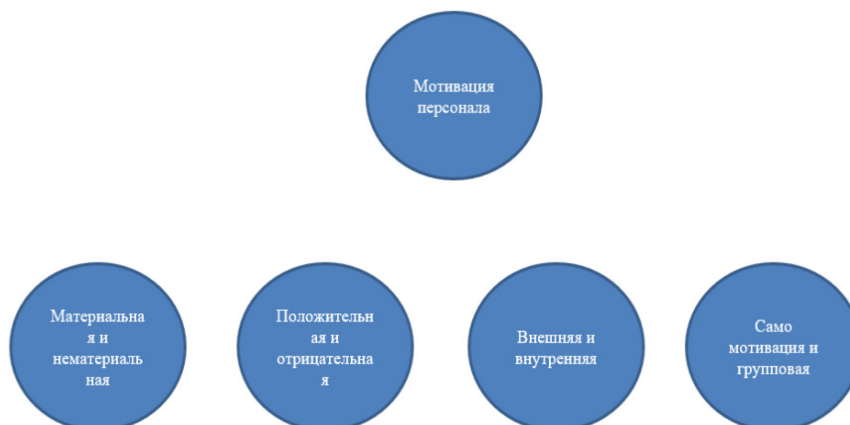 Мотивация
персонала
Материальна
я и
нематериаль
ная
Положительн
ая и
отрицательна
я
Внешняя и
внутренняя
Само
мотивация и
групповая